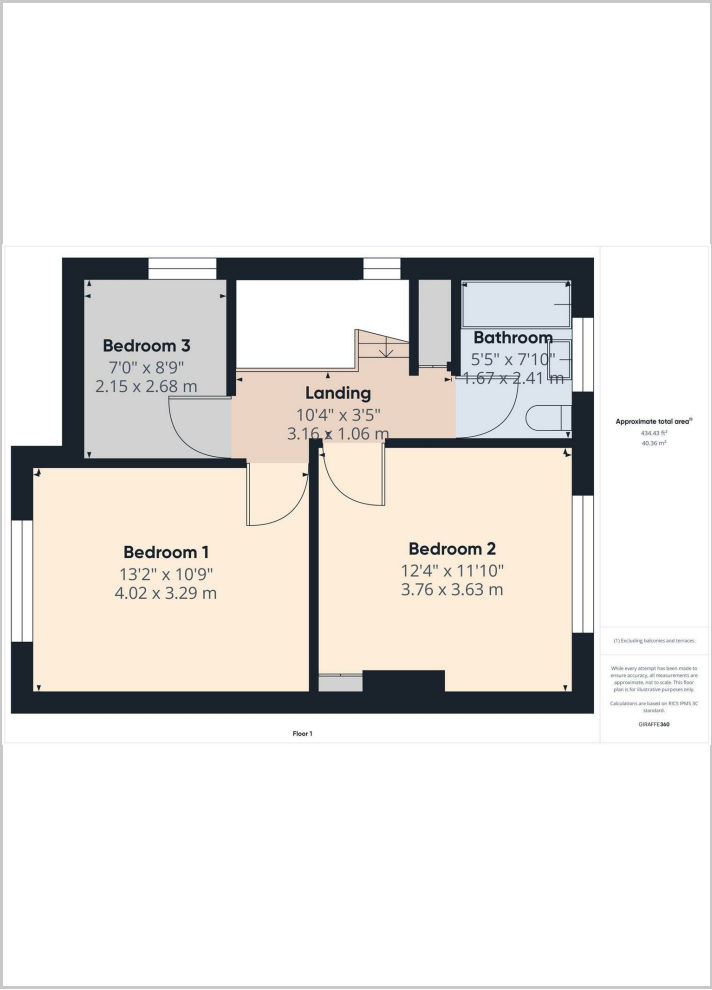 Bedroom 3
7'0" x 8'9"
2.15 x 2.68 m
Bathroom
5'5" x 7'10"
1.67 x 2.41 m
Landing
10'4" x 3'5"
3.16 x 1.06 m
Bedroom 1
13'2" x 10'9"
4.02 x 3.29 m
Bedroom 2
12'4" x 11'10"
3.76 x 3.63 m
Floor 1
Approximate total area⁽¹⁾
434.43 ft²
40.36 m²
(1) Excluding balconies and terraces
While every attempt has been made to
ensure accuracy, all measurements are
approximate, not to scale. This floor
plan is for illustrative purposes only.
Calculations are based on RICS IPMS 3C
standard.
GIRAFFE360